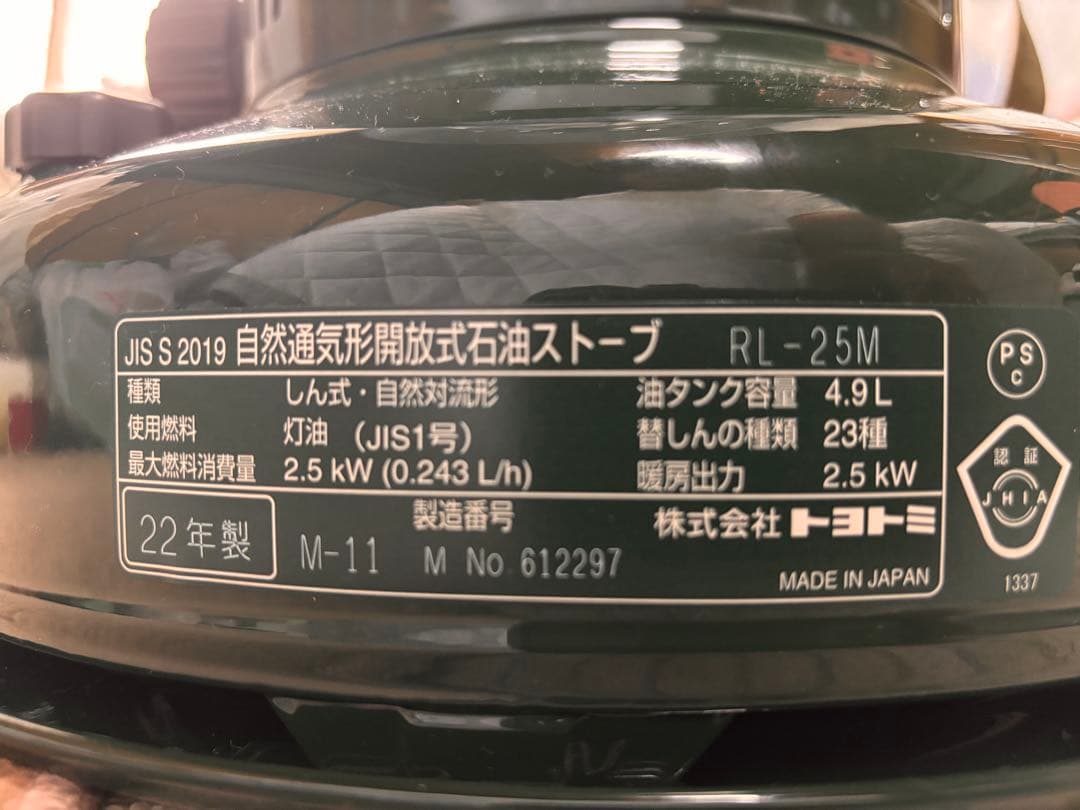 JIS S 2019 自然通気形開放式石油ストーブ RL-25M
種類 しん式・自然対流形 油タンク容量 4.9L
使用燃料 灯油 (JIS1号) 替しんの種類 23種
最大燃料消費量 2.5 kW (0.243 L/h) 暖房出力 2.5 kW
22年製 M-11 製造番号 M No 612297
株式会社トヨトミ
MADE IN JAPAN
PS
C
認証
JHIA
1337